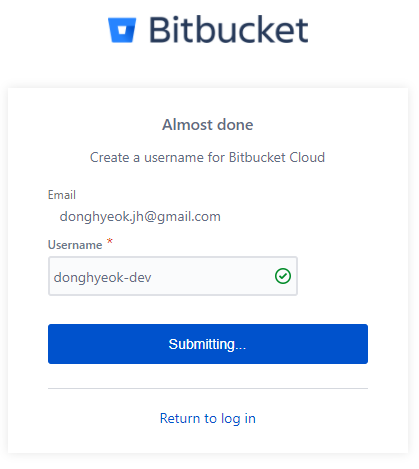 Bitbucket
Almost done
Create a username for Bitbucket Cloud
Email
donghyeok.jh@gmail.com
Username *
donghyeok-dev
Submitting...
Return to log in